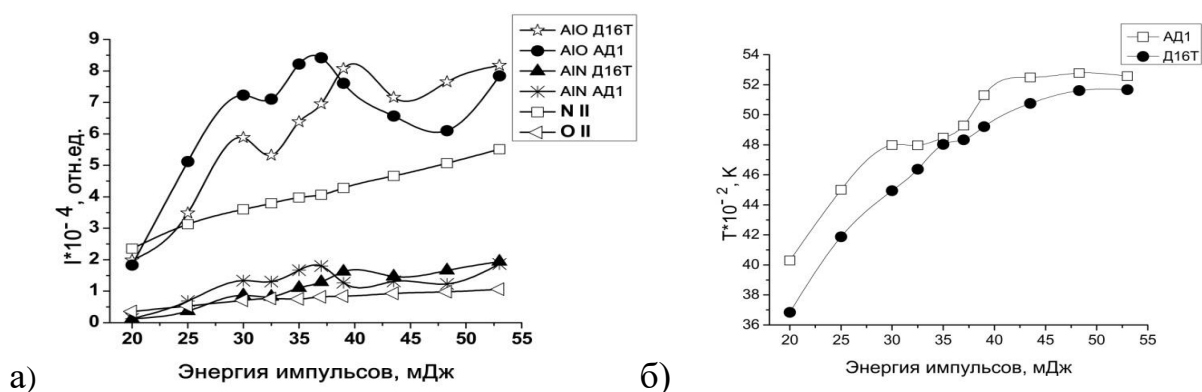 I*10⁻ 4, отн.ед.
9
8
7
6
5
4
3
2
1
0
20 25 30 35 40 45 50 55
Энергия импульсов, мДж
AlO Д16Т
AlO АД1
AlN Д16Т
AlN АД1
N II
O II
а)
T*10⁻ ², K
54
52
50
48
46
44
42
40
38
36
20 25 30 35 40 45 50 55
Энергия импульсов, мДж
АД1
Д16Т
б)